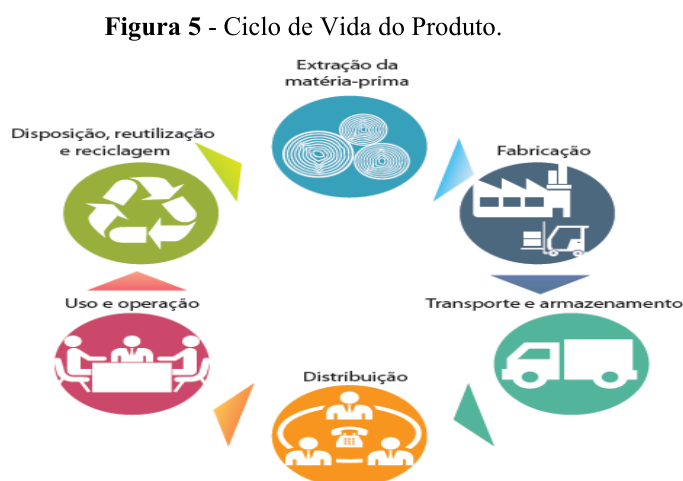 Figura 5 - Ciclo de Vida do Produto.
Extração da
matéria-prima
Fabricação
Transporte e armazenamento
Distribuição
Uso e operação
Disposição, reutilização
e reciclagem